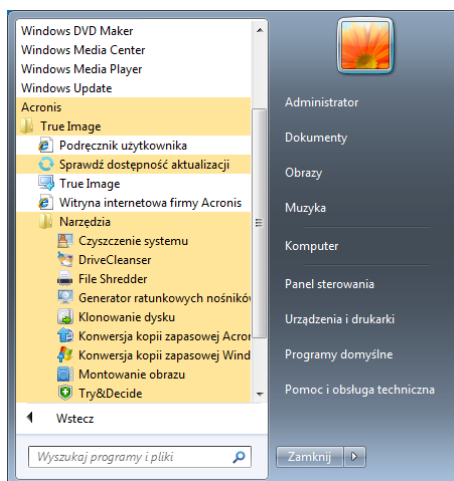 Windows DVD Maker
Windows Media Center
Windows Media Player
Windows Update
Acronis
True Image
Podręcznik użytkownika
Sprawdź dostępność aktualizacji
True Image
Witryna internetowa firmy Acronis
Narzędzia
Czyszczenie systemu
DriveCleanser
File Shredder
Generator ratunkowych nośników
Klonowanie dysku
Konwersja kopii zapasowej Acror
Konwersja kopii zapasowej Wind
Montowanie obrazu
Try&Decide
Wstecz
Wyszukaj programy i pliki
Administrator
Dokumenty
Obrazy
Muzyka
Komputer
Panel sterowania
Urządzenia i drukarki
Programy domyślne
Pomoc i obsługa techniczna
Zamknij